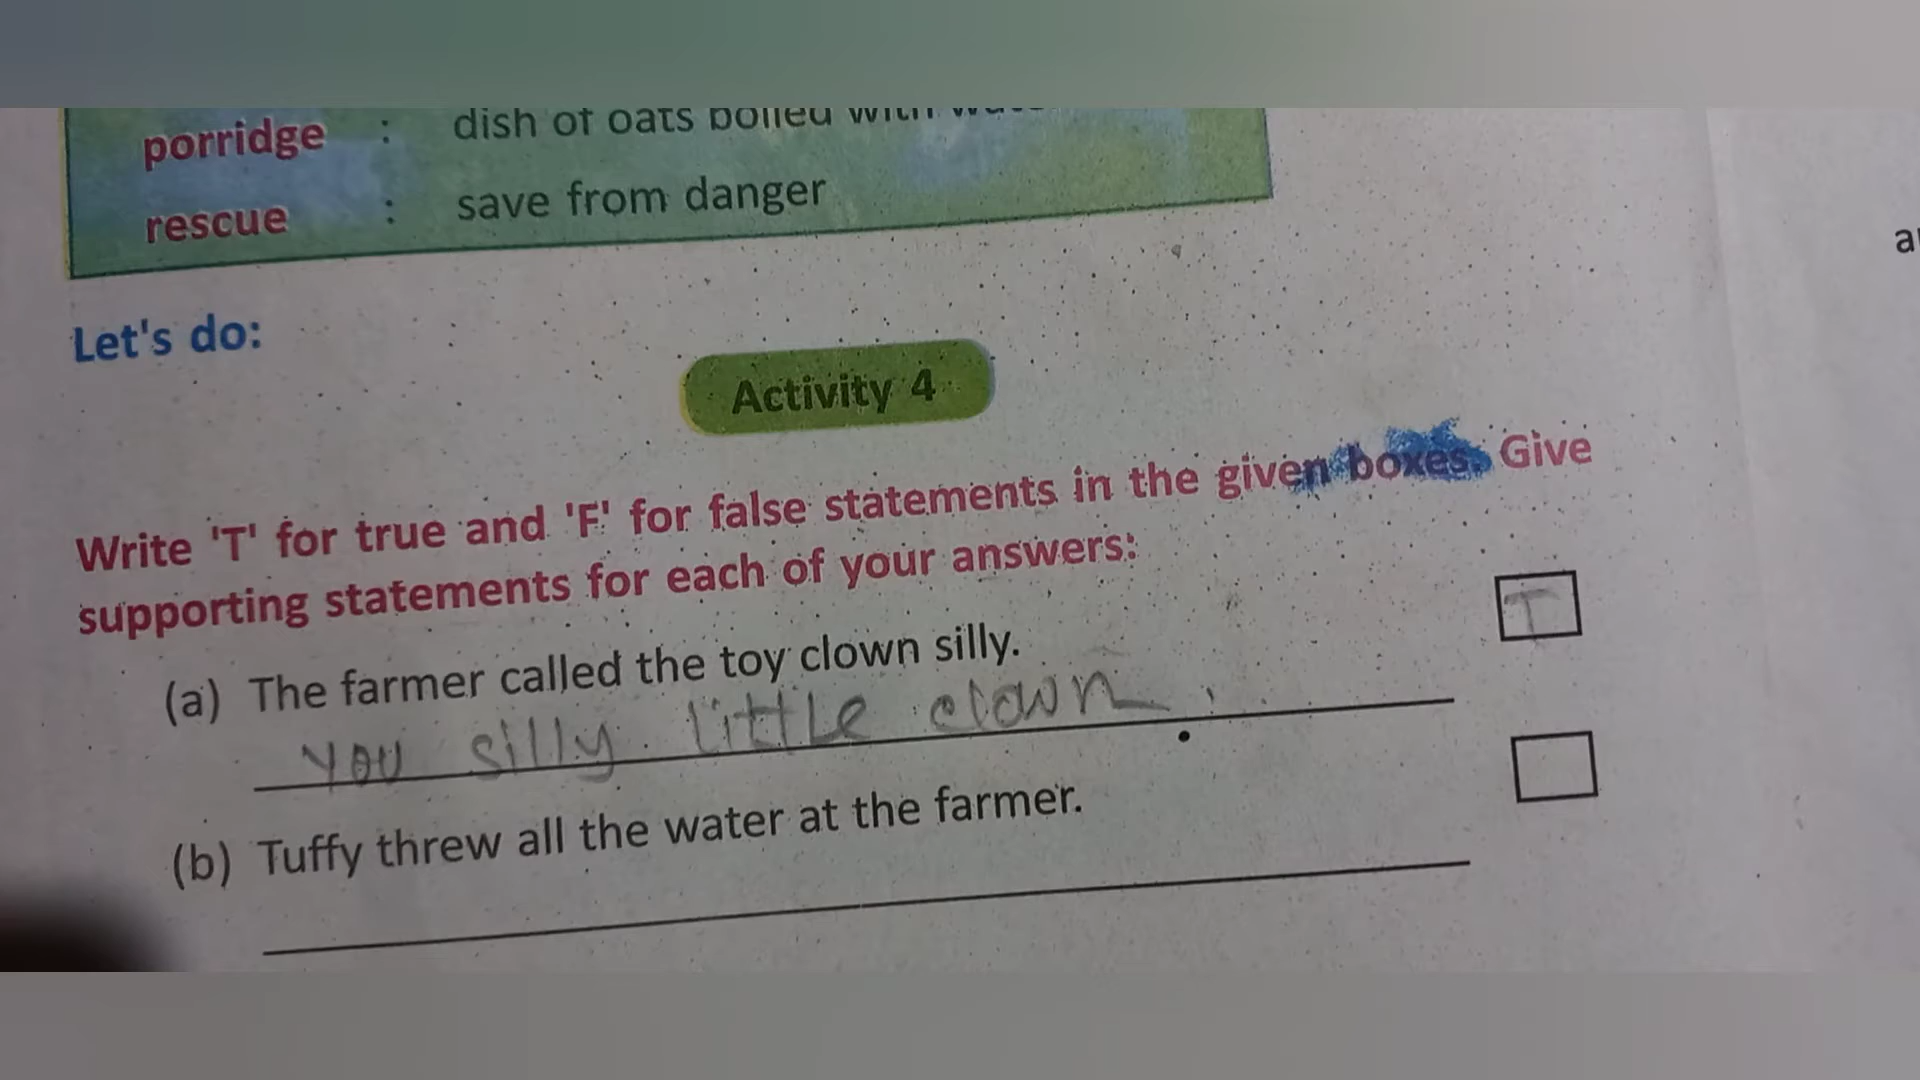 porridge : dish of oats boiled with
rescue : save from danger
a
Let's do:
Activity 4
Write 'T' for true and 'F' for false statements in the given boxes. Give
supporting statements for each of your answers:
(a) The farmer called the toy clown silly. T
You silly little clown.
(b) Tuffy threw all the water at the farmer.